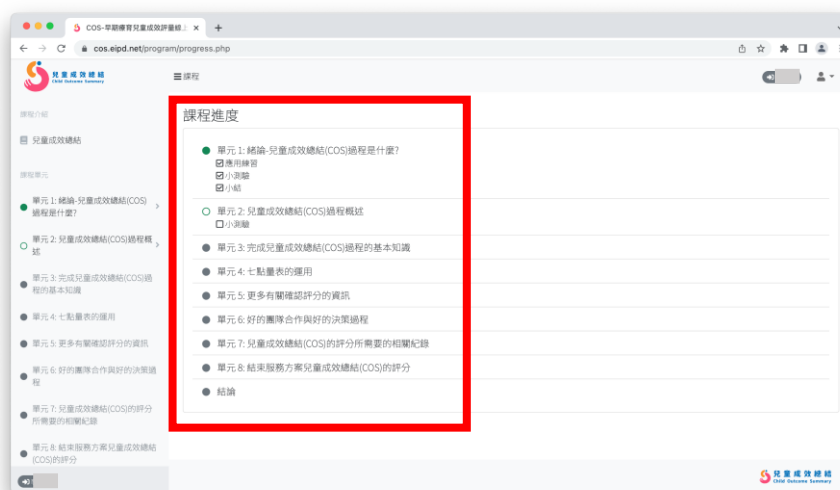 COS-早期療育兒童成效評量線上
cos.eipd.net/program/progress.php
兒童成效總結
Child Outcome Summary
課程
課程介紹
兒童成效總結
課程單元
單元 1: 緒論-兒童成效總結(COS)
過程是什麼?
單元 2: 兒童成效總結(COS)過程概
述
單元 3: 完成兒童成效總結(COS)過
程的基本知識
單元 4: 七點量表的運用
單元 5: 更多有關確認評分的資訊
單元 6: 好的團隊合作與好的決策過
程
單元 7: 兒童成效總結(COS)的評分
所需要的相關紀錄
單元 8: 結束服務方案兒童成效總結
(COS)的評分
課程進度
單元 1: 緒論-兒童成效總結(COS)過程是什麼?
應用練習
小測驗
小結
單元 2: 兒童成效總結(COS)過程概述
小測驗
單元 3: 完成兒童成效總結(COS)過程的基本知識
單元 4: 七點量表的運用
單元 5: 更多有關確認評分的資訊
單元 6: 好的團隊合作與好的決策過程
單元 7: 兒童成效總結(COS)的評分所需要的相關紀錄
單元 8: 結束服務方案兒童成效總結(COS)的評分
結論
兒童成效總結
Child Outcome Summary